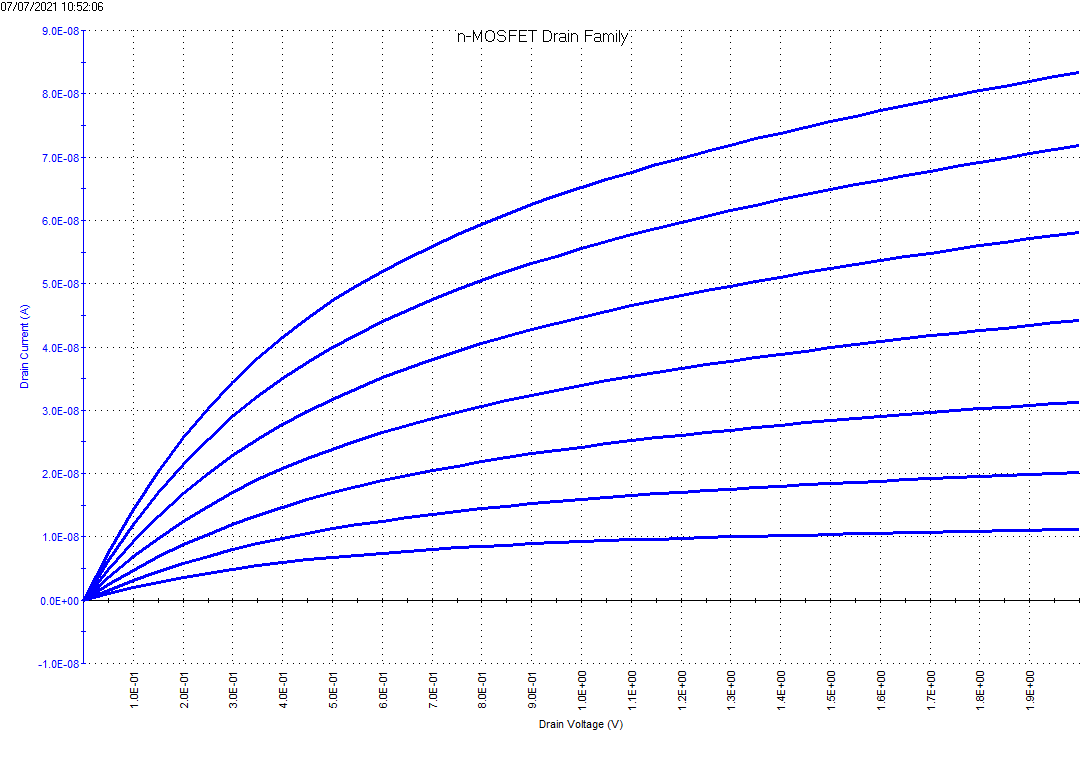 07/07/2021 10:52:06
n-MOSFET Drain Family
9.0E-08
8.0E-08
7.0E-08
6.0E-08
5.0E-08
4.0E-08
3.0E-08
2.0E-08
1.0E-08
0.0E+00
-1.0E-08
Drain Current (A)
1.0E-01
2.0E-01
3.0E-01
4.0E-01
5.0E-01
6.0E-01
7.0E-01
8.0E-01
9.0E-01
1.0E+00
1.1E+00
1.2E+00
1.3E+00
1.4E+00
1.5E+00
1.6E+00
1.7E+00
1.8E+00
1.9E+00
Drain Voltage (V)